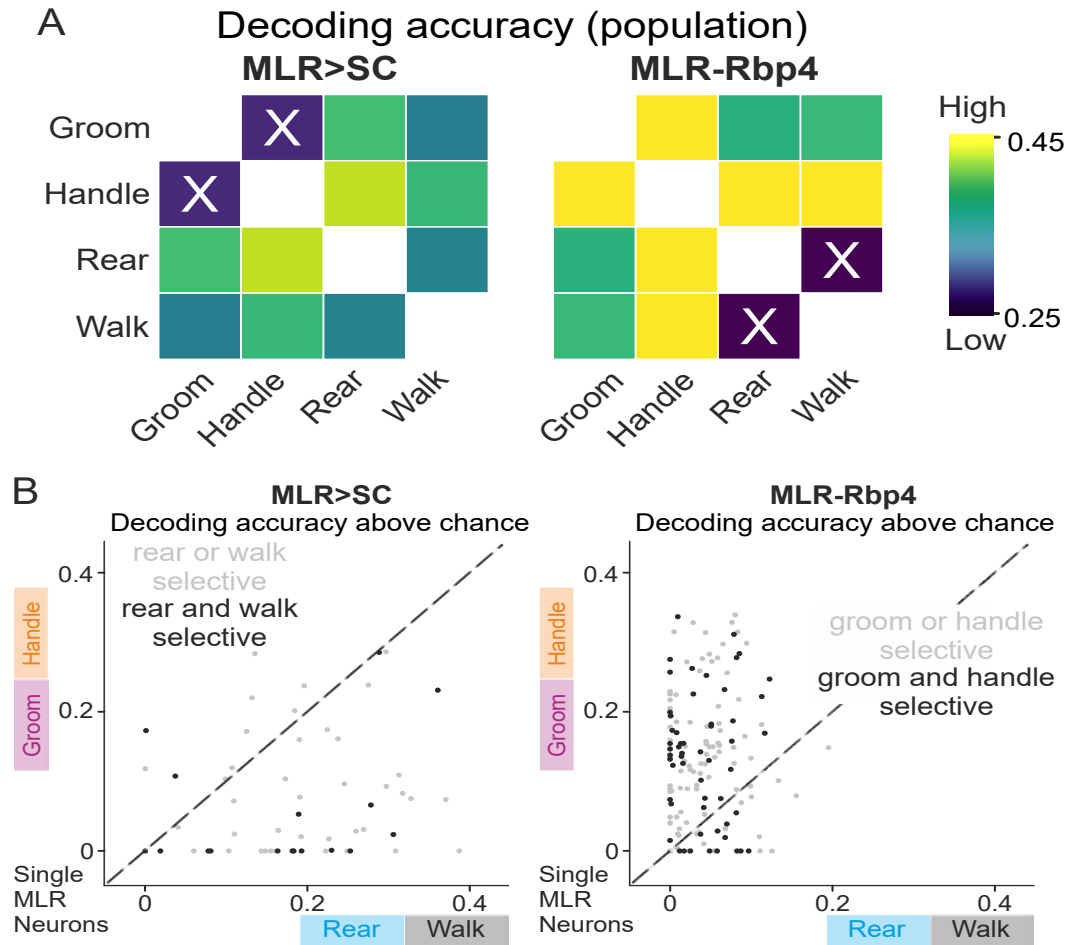 A
Decoding accuracy (population)
MLR>SC
MLR-Rbp4
Groom
Handle
Rear
Walk
X
X
X
X
Groom
Handle
Rear
Walk
Groom
Handle
Rear
Walk
High
0.45
0.25
Low
B
MLR>SC
Decoding accuracy above chance
rear or walk
selective
rear and walk
selective
Handle
Groom
0.4
0.2
0
Single
MLR
Neurons
0
0.2
0.4
Rear
Walk
MLR-Rbp4
Decoding accuracy above chance
groom or handle
selective
groom and handle
selective
Handle
Groom
0.4
0.2
0
Single
MLR
Neurons
0
0.2
0.4
Rear
Walk